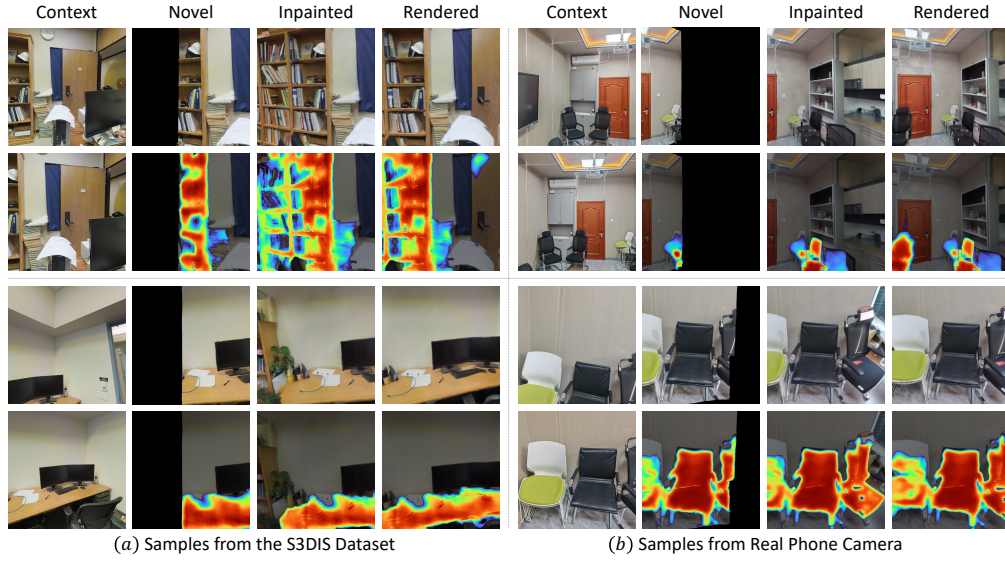 Context Novel Inpainted Rendered Context Novel Inpainted Rendered
(a) Samples from the S3DIS Dataset (b) Samples from Real Phone Camera